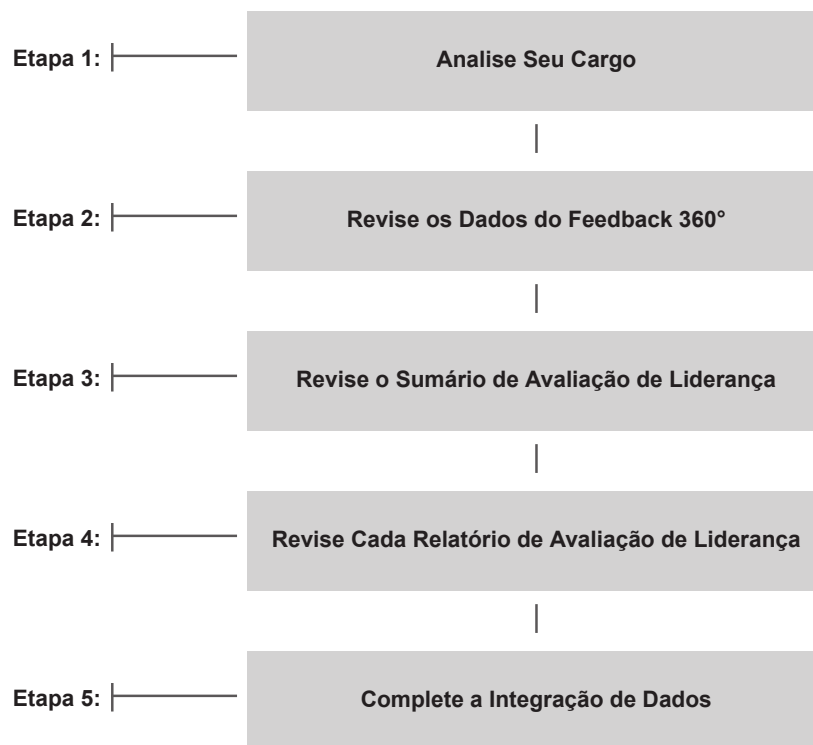 Etapa 1: Analise Seu Cargo
Etapa 2: Revise os Dados do Feedback 360°
Etapa 3: Revise o Sumário de Avaliação de Liderança
Etapa 4: Revise Cada Relatório de Avaliação de Liderança
Etapa 5: Complete a Integração de Dados